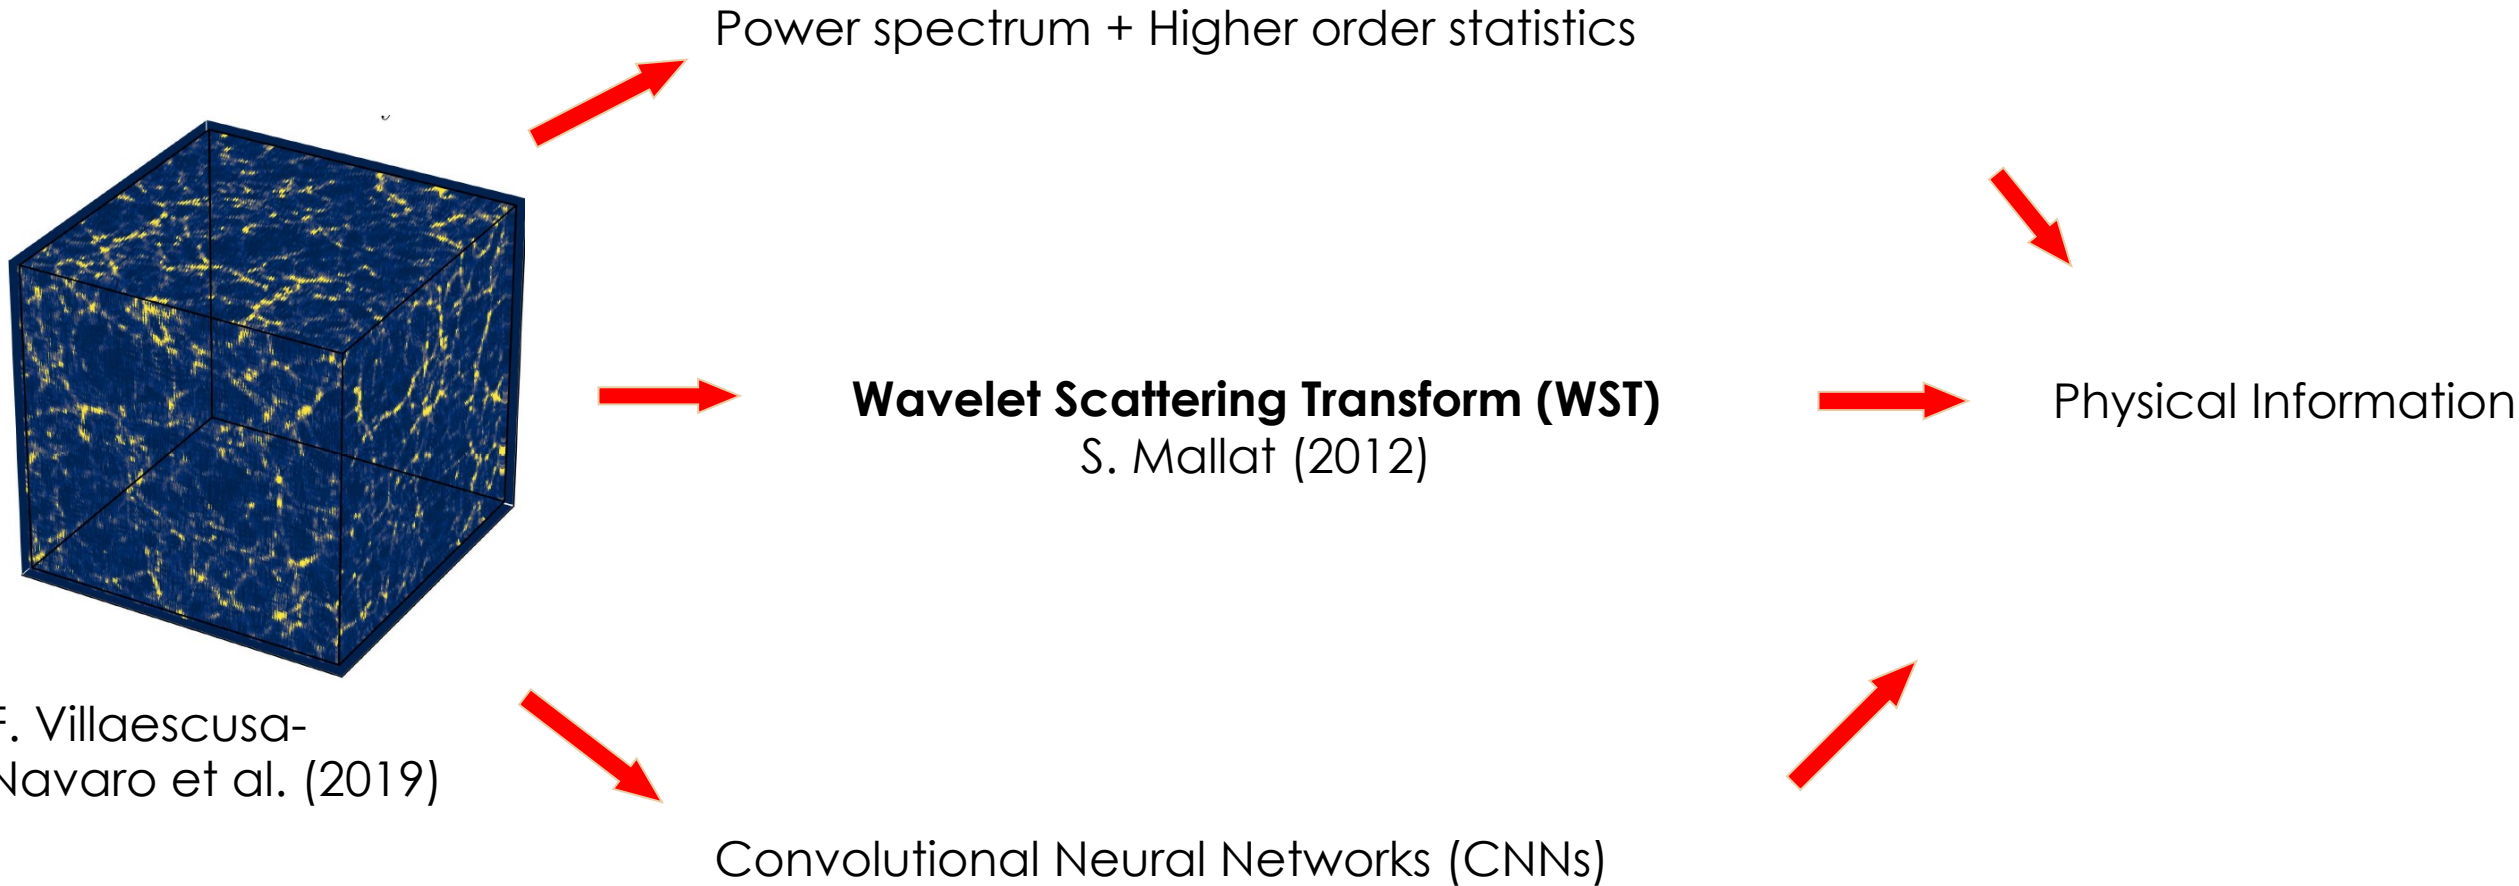 Power spectrum + Higher order statistics
Wavelet Scattering Transform (WST)
S. Mallat (2012)
Physical Information
F. Villaescusa-
Navaro et al. (2019)
Convolutional Neural Networks (CNNs)